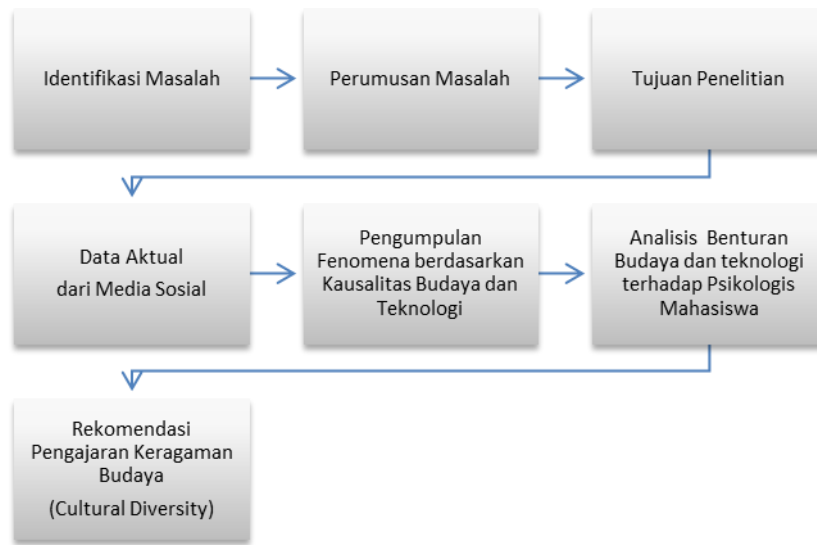 Identifikasi Masalah
Perumusan Masalah
Tujuan Penelitian
Data Aktual
dari Media Sosial
Pengumpulan
Fenomena berdasarkan
Kausalitas Budaya dan
Teknologi
Analisis Benturan
Budaya dan teknologi
terhadap Psikologis
Mahasiswa
Rekomendasi
Pengajaran Keragaman
Budaya
(Cultural Diversity)